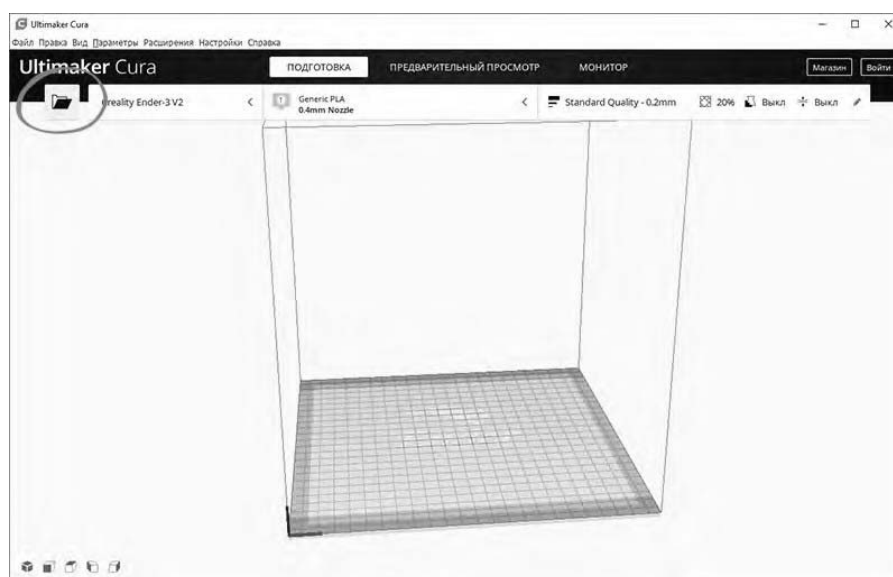 Ultimaker Cura
Файл Правка Вид Параметры Расширения Настройки Справка
Ultimaker Cura ПОДГОТОВКА ПРЕДВАРИТЕЛЬНЫЙ ПРОСМОТР МОНИТОР Магазин Войти
Creality Ender-3 V2 Generic PLA Standard Quality - 0.2mm 20% Выкл Выкл
0.4mm Nozzle